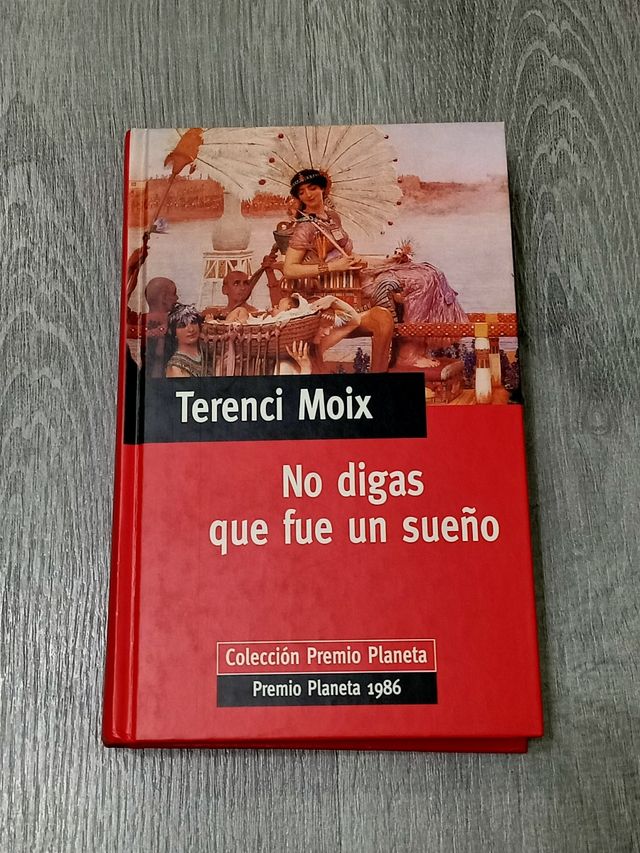 Terenci Moix
No digas
que fue un sueño
Colección Premio Planeta
Premio Planeta 1986